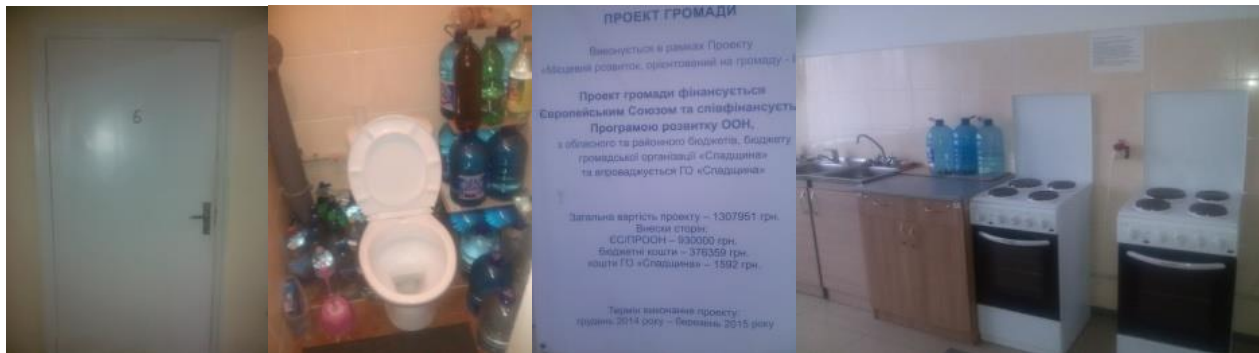 6
ПРОЕКТ ГРОМАДИ
Виконується в рамках Проекту
«Місцевий розвиток, орієнтований на громаду -
Проект громади фінансується
Європейським Союзом та співфінансується
Програмою розвитку ООН,
з обласного та районного бюджетів, бюджету
громадської організації «Спадщина»
та впроваджується ГО «Спадщина»
Загальна вартість проекту – 1307951 грн.
Внески сторін:
ЄС/ПРООН – 930000 грн.
бюджетні кошти – 376359 грн.
кошти ГО «Спадщина» – 1592 грн.
Термін виконання проекту:
грудень 2014 року – березень 2015 року